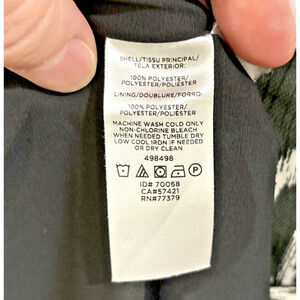 SHELL/TISSU PRINCIPAL/
TELA EXTERIOR:
100% POLYESTER/
POLYESTER/POLIÉSTER
LINING/DOUBLURE/FORRO:
100% POLYESTER/
POLYESTER/POLIÉSTER
MACHINE WASH COLD ONLY
NON-CHLORINE BLEACH
WHEN NEEDED TUMBLE DRY
LOW COOL IRON IF NEEDED
OR DRY CLEAN
498498
P
ID# 70068
CA#57421
RN#77379